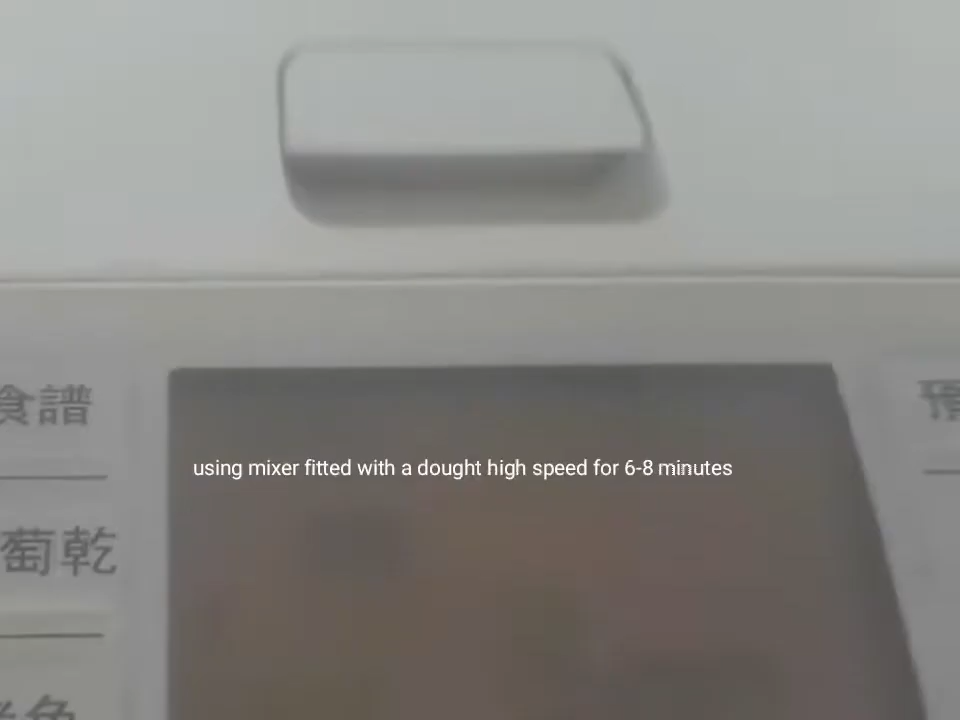 食譜
using mixer fitted with a dought high speed for 6-8 minutes
萄乾